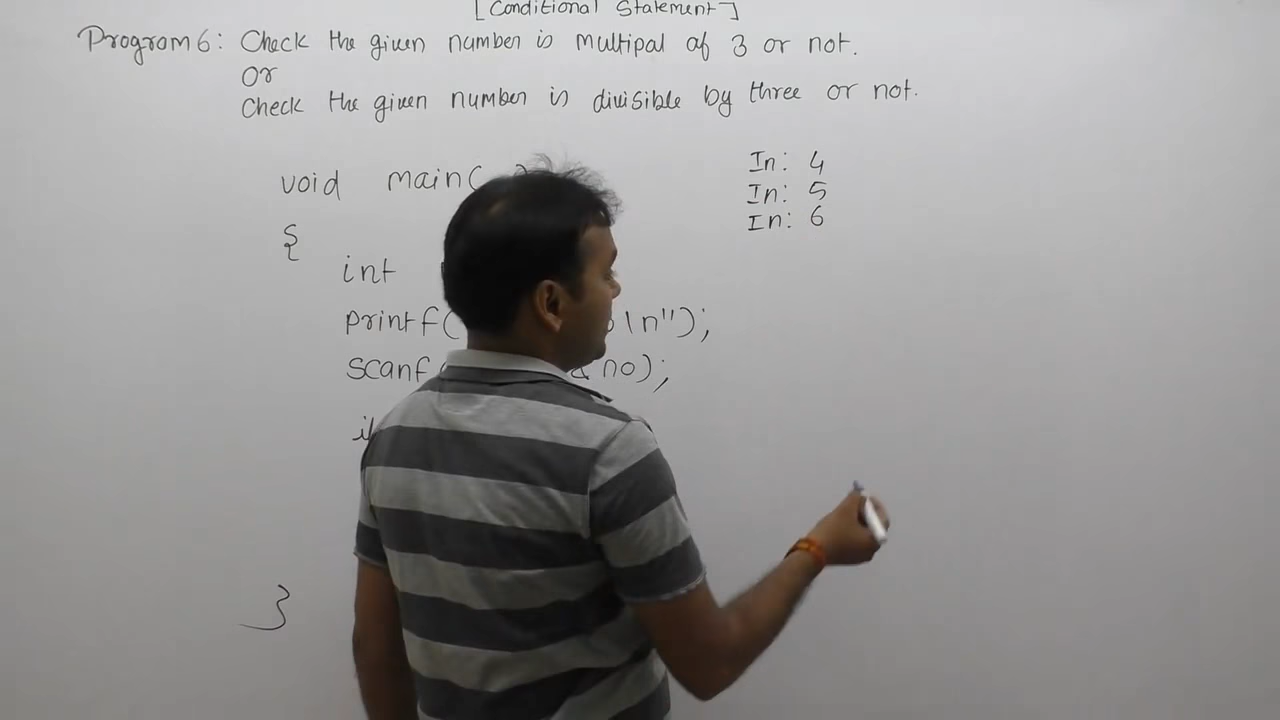 [Conditional Statement]
Program 6: Check the given number is multipal of 3 or not.
Or
Check the given number is divisible by three or not.
In: 4
void main( )
In: 5
In: 6
{
int
printf( \n");
scanf( &no);
}